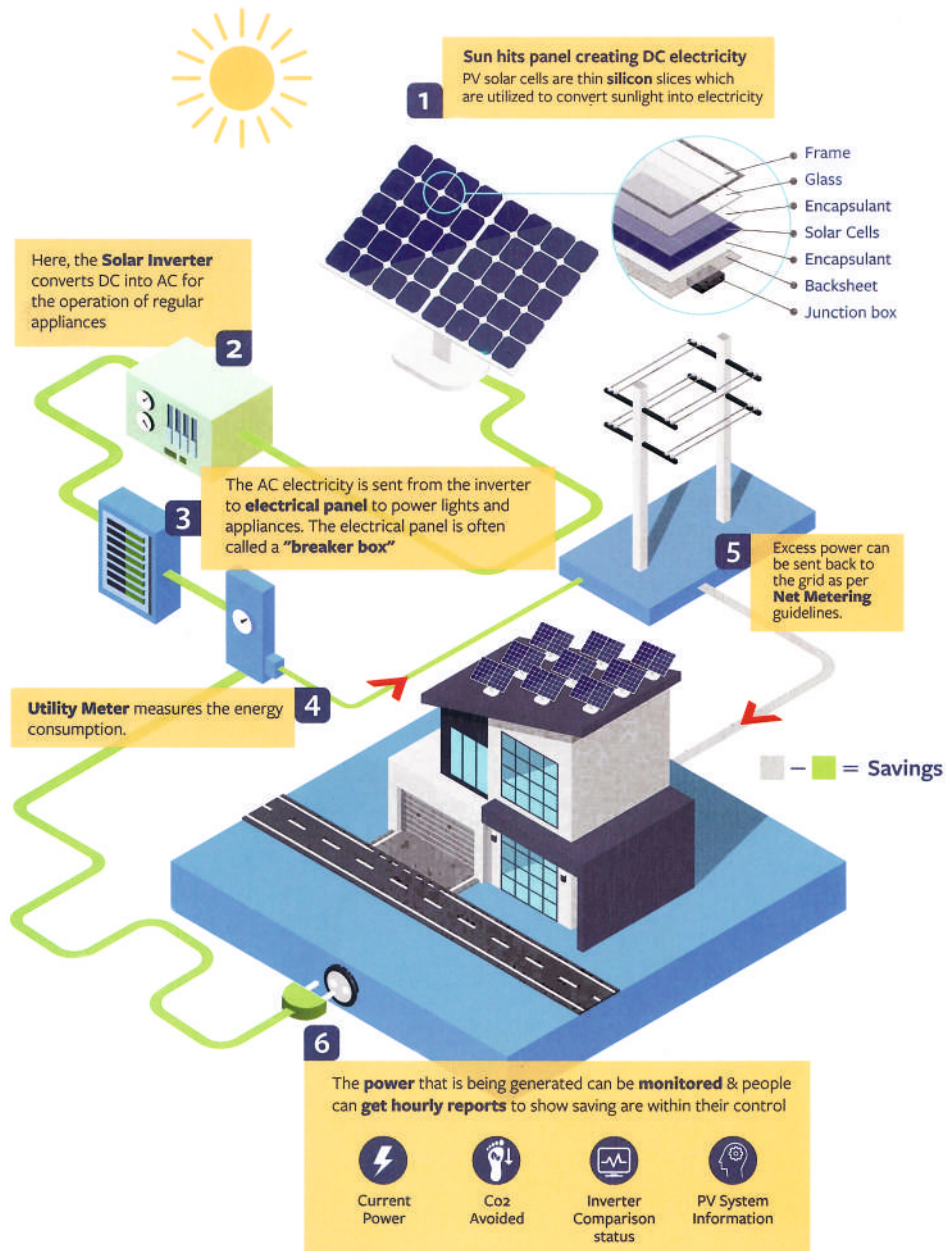 Sun hits panel creating DC electricity
PV solar cells are thin silicon slices which
are utilized to convert sunlight into electricity
1
Frame
Glass
Encapsulant
Solar Cells
Encapsulant
Backsheet
Junction box
Here, the Solar Inverter
converts DC into AC for
the operation of regular
appliances
2
The AC electricity is sent from the inverter
to electrical panel to power lights and
appliances. The electrical panel is often
called a "breaker box"
3
5
Excess power can
be sent back to
the grid as per
Net Metering
guidelines.
Utility Meter measures the energy
consumption.
4
– = Savings
6
The power that is being generated can be monitored & people
can get hourly reports to show saving are within their control
Current
Power
Co2
Avoided
Inverter
Comparison
status
PV System
Information